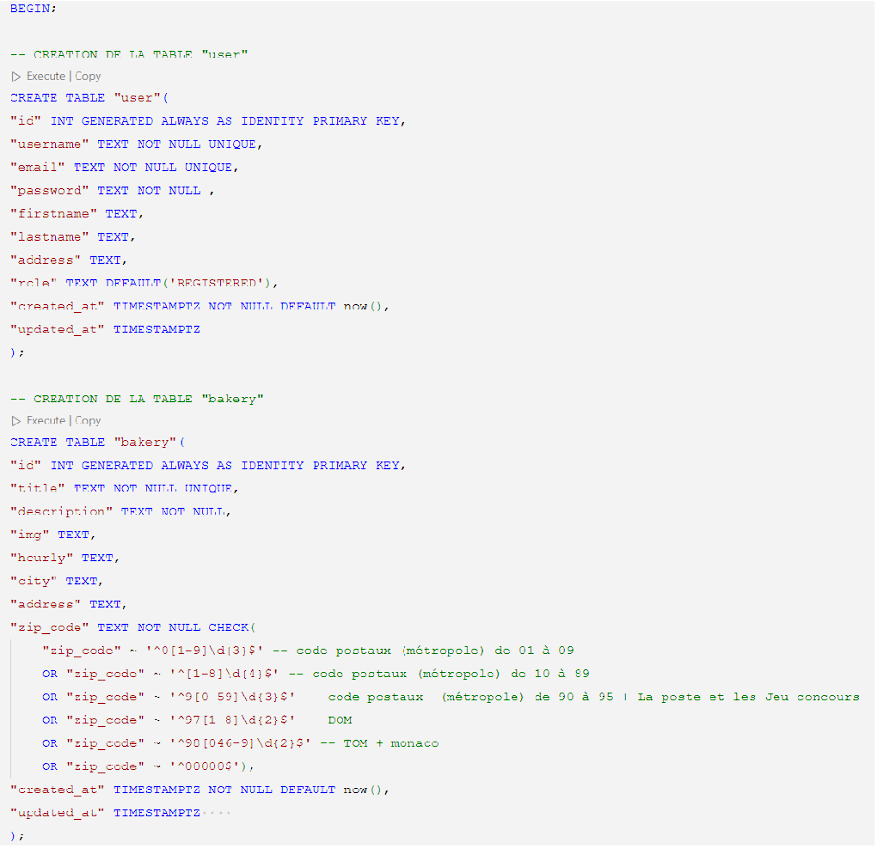 BEGIN;
-- CREATION DE LA TABLE "user"
▷ Execute | Copy
CREATE TABLE "user"(
"id" INT GENERATED ALWAYS AS IDENTITY PRIMARY KEY,
"username" TEXT NOT NULL UNIQUE,
"email" TEXT NOT NULL UNIQUE,
"password" TEXT NOT NULL ,
"firstname" TEXT,
"lastname" TEXT,
"address" TEXT,
"role" TEXT DEFAULT('REGISTERED'),
"created_at" TIMESTAMPTZ NOT NULL DEFAULT now(),
"updated_at" TIMESTAMPTZ
);
-- CREATION DE LA TABLE "bakery"
▷ Execute | Copy
CREATE TABLE "bakery"(
"id" INT GENERATED ALWAYS AS IDENTITY PRIMARY KEY,
"title" TEXT NOT NULL UNIQUE,
"description" TEXT NOT NULL,
"img" TEXT,
"hourly" TEXT,
"city" TEXT,
"address" TEXT,
"zip_code" TEXT NOT NULL CHECK(
"zip_code" ~ '^0[1-9]\d{3}$' -- code postaux (métropole) de 01 à 09
OR "zip_code" ~ '^[1-8]\d{4}$' -- code postaux (métropole) de 10 à 89
OR "zip_code" ~ '^9[0-59]\d{3}$' -- code postaux (métropole) de 90 à 95 + La poste et les Jeu concours
OR "zip_code" ~ '^97[1-8]\d{2}$' -- DOM
OR "zip_code" ~ '^98[046-9]\d{2}$' -- TOM + monaco
OR "zip_code" ~ '^00000$'),
"created_at" TIMESTAMPTZ NOT NULL DEFAULT now(),
"updated_at" TIMESTAMPTZ····
);